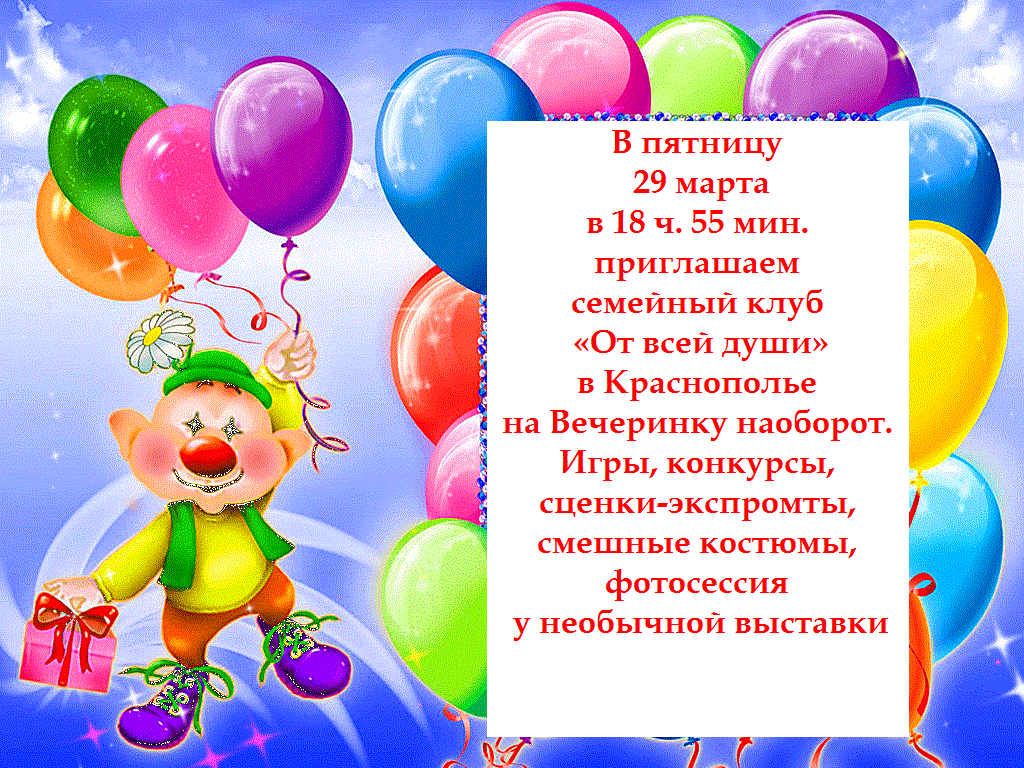 В пятницу
29 марта
в 18 ч. 55 мин.
приглашаем
семейный клуб
«От всей души»
в Краснополье
на Вечеринку наоборот.
Игры, конкурсы,
сценки-экспромты,
смешные костюмы,
фотосессия
у необычной выставки